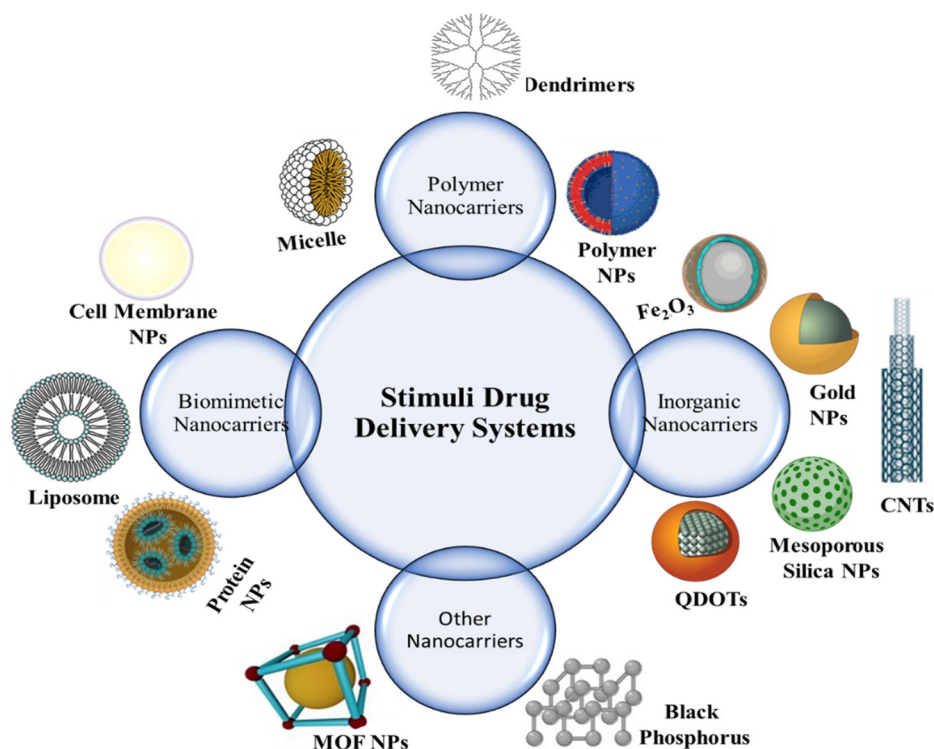 Dendrimers
Polymer
Nanocarriers
Micelle
Polymer
NPs
Cell Membrane
NPs
Fe₂O₃
Gold
NPs
Biomimetic
Nanocarriers
Stimuli Drug
Delivery Systems
Inorganic
Nanocarriers
Liposome
CNTs
Mesoporous
Silica NPs
QDOTs
Protein
NPs
Other
Nanocarriers
MOF NPs
Black
Phosphorus